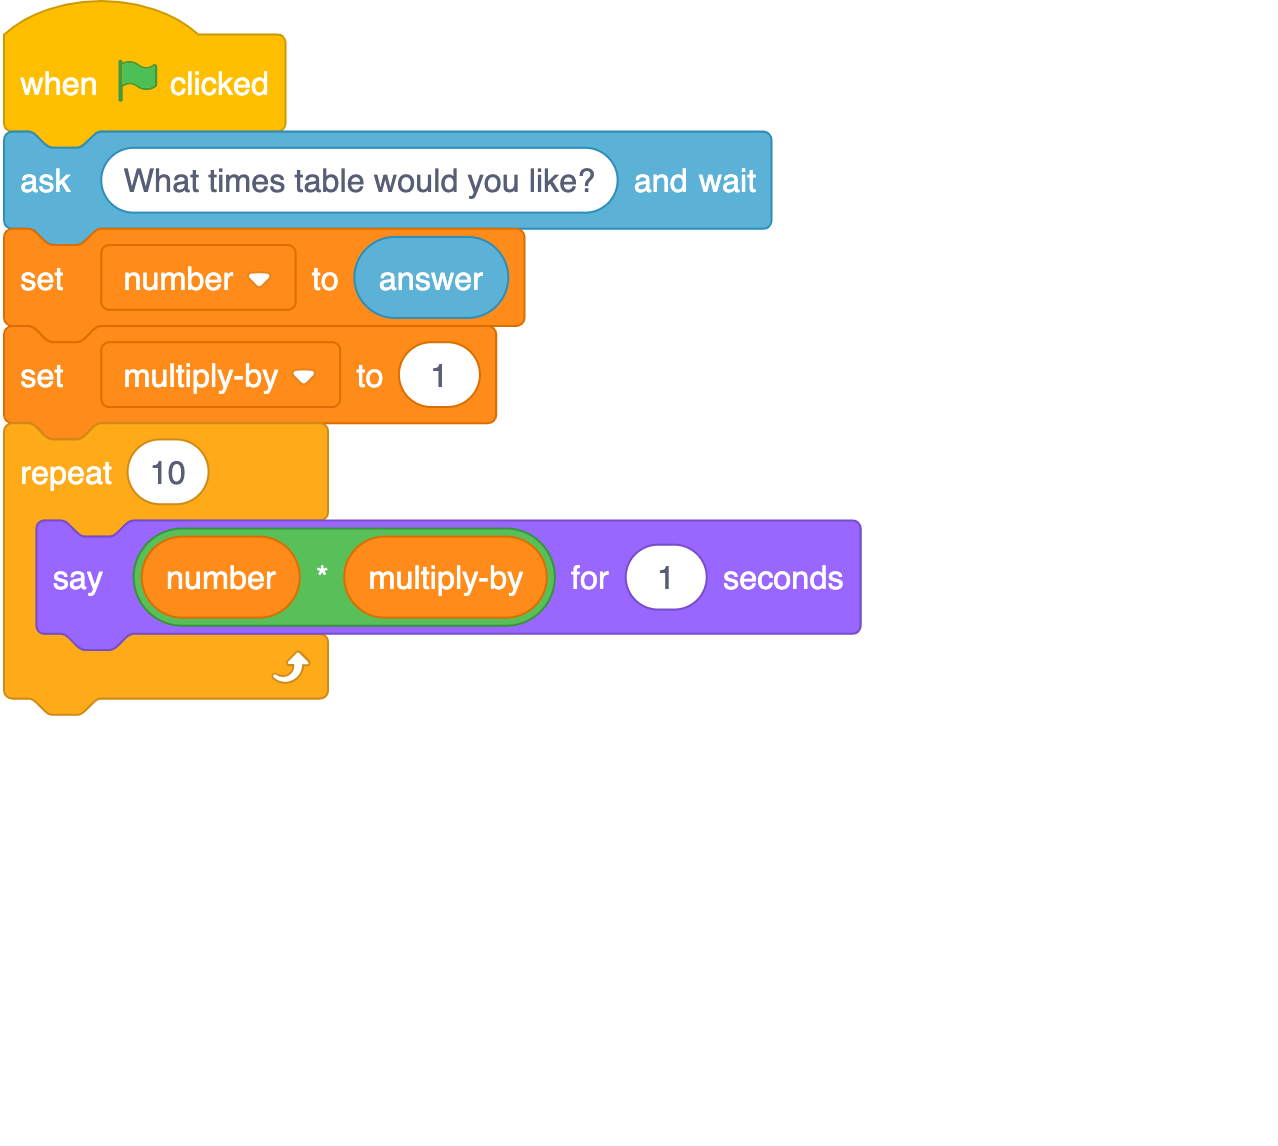 when clicked
ask What times table would you like? and wait
set number to answer
set multiply-by to 1
repeat 10
say number * multiply-by for 1 seconds